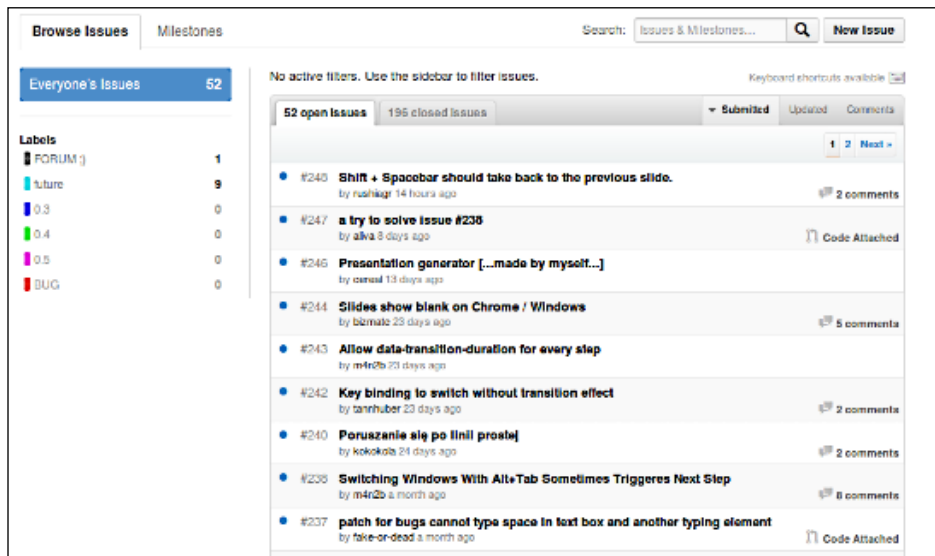 Browse Issues
Milestones
Search:
Issues & Milestones...
New Issue
Everyone's Issues 52
No active filters. Use the sidebar to filter issues.
Keyboard shortcuts available
Labels
FORUM ;) 1
future 9
0.3 0
0.4 0
0.5 0
BUG 0
52 open issues
196 closed issues
Submitted
Updated
Comments
1 2 Next »
#248 Shift + Spacebar should take back to the previous slide.
by rushiagr 14 hours ago
2 comments
#247 a try to solve issue #238
by aliva 8 days ago
Code Attached
#246 Presentation generator [...made by myself...]
by cereal 13 days ago
#244 Slides show blank on Chrome / Windows
by bizmate 23 days ago
5 comments
#243 Allow data-transition-duration for every step
by m4n2b 23 days ago
#242 Key binding to switch without transition effect
by tannhuber 23 days ago
2 comments
#240 Poruszanie się po linii prostej
by kokokola 24 days ago
2 comments
#238 Switching Windows With Alt+Tab Sometimes Triggeres Next Step
by m4n2b a month ago
8 comments
#237 patch for bugs cannot type space in text box and another typing element
by fake-or-dead a month ago
Code Attached